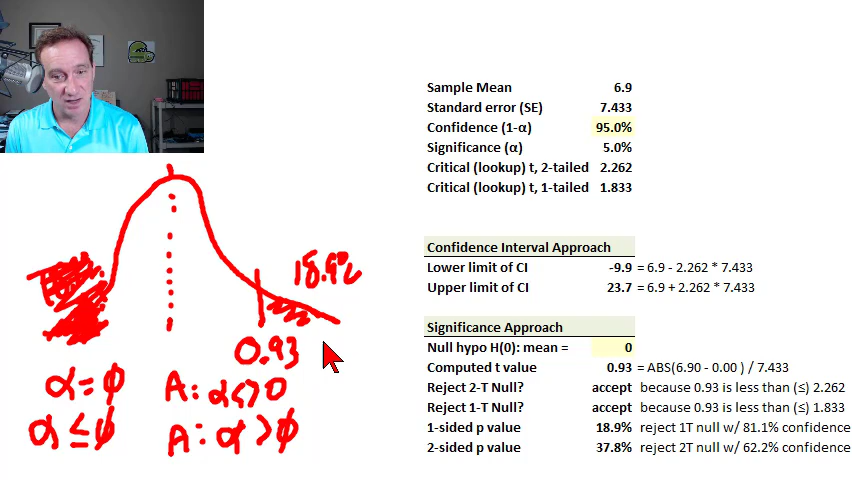 Sample Mean 6.9
Standard error (SE) 7.433
Confidence (1-α) 95.0%
Significance (α) 5.0%
Critical (lookup) t, 2-tailed 2.262
Critical (lookup) t, 1-tailed 1.833
Confidence Interval Approach
Lower limit of CI -9.9 = 6.9 - 2.262 * 7.433
Upper limit of CI 23.7 = 6.9 + 2.262 * 7.433
Significance Approach
Null hypo H(0): mean = 0
Computed t value 0.93 = ABS(6.90 - 0.00 ) / 7.433
Reject 2-T Null? accept because 0.93 is less than (≤) 2.262
Reject 1-T Null? accept because 0.93 is less than (≤) 1.833
1-sided p value 18.9% reject 1T null w/ 81.1% confidence
2-sided p value 37.8% reject 2T null w/ 62.2% confidence
18.9%
0.93
α = φ A: α <> 0
α ≤ φ A: α > φ